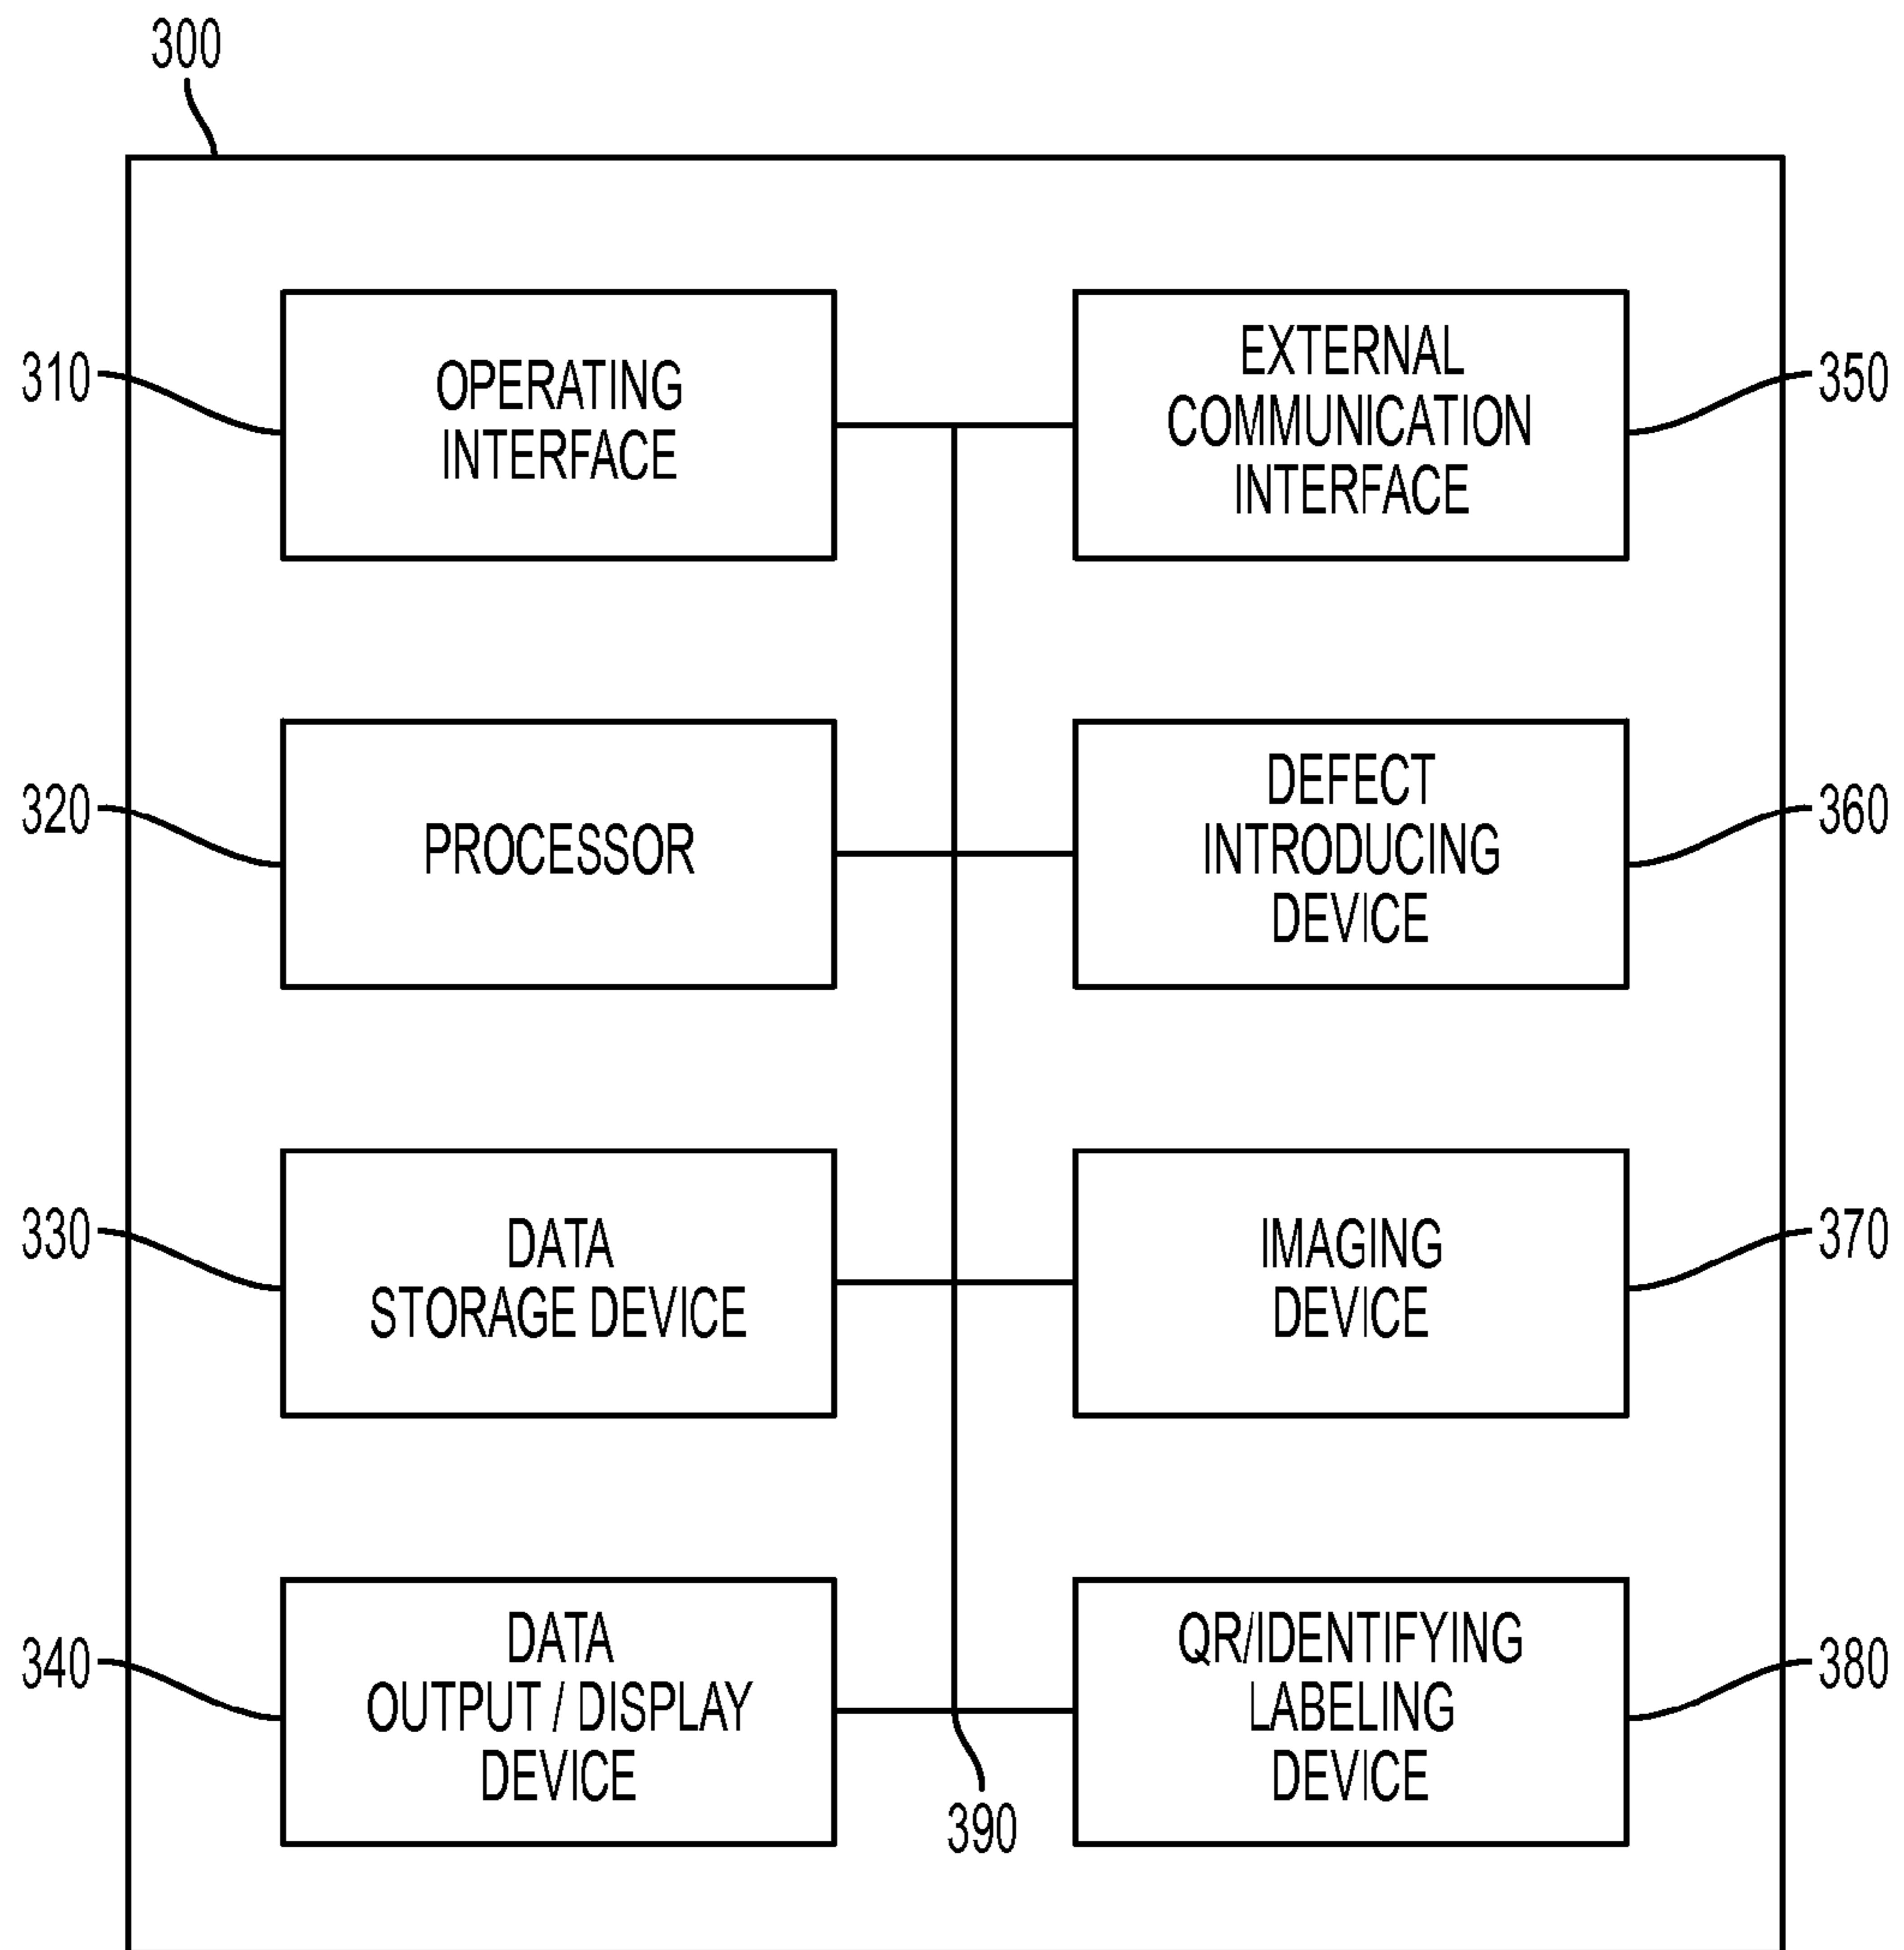 300
310
OPERATING
INTERFACE
EXTERNAL
COMMUNICATION
INTERFACE
350
320
PROCESSOR
DEFECT
INTRODUCING
DEVICE
360
330
DATA
STORAGE DEVICE
IMAGING
DEVICE
370
340
DATA
OUTPUT / DISPLAY
DEVICE
QR/IDENTIFYING
LABELING
DEVICE
380
390